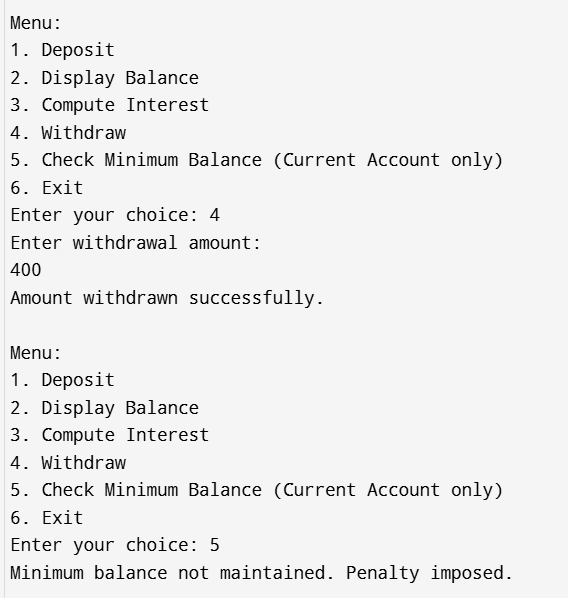 Menu:
1. Deposit
2. Display Balance
3. Compute Interest
4. Withdraw
5. Check Minimum Balance (Current Account only)
6. Exit
Enter your choice: 4
Enter withdrawal amount:
400
Amount withdrawn successfully.

Menu:
1. Deposit
2. Display Balance
3. Compute Interest
4. Withdraw
5. Check Minimum Balance (Current Account only)
6. Exit
Enter your choice: 5
Minimum balance not maintained. Penalty imposed.